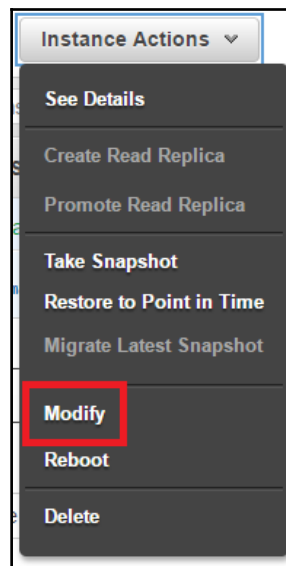 Instance Actions
See Details
Create Read Replica
Promote Read Replica
Take Snapshot
Restore to Point in Time
Migrate Latest Snapshot
Modify
Reboot
Delete